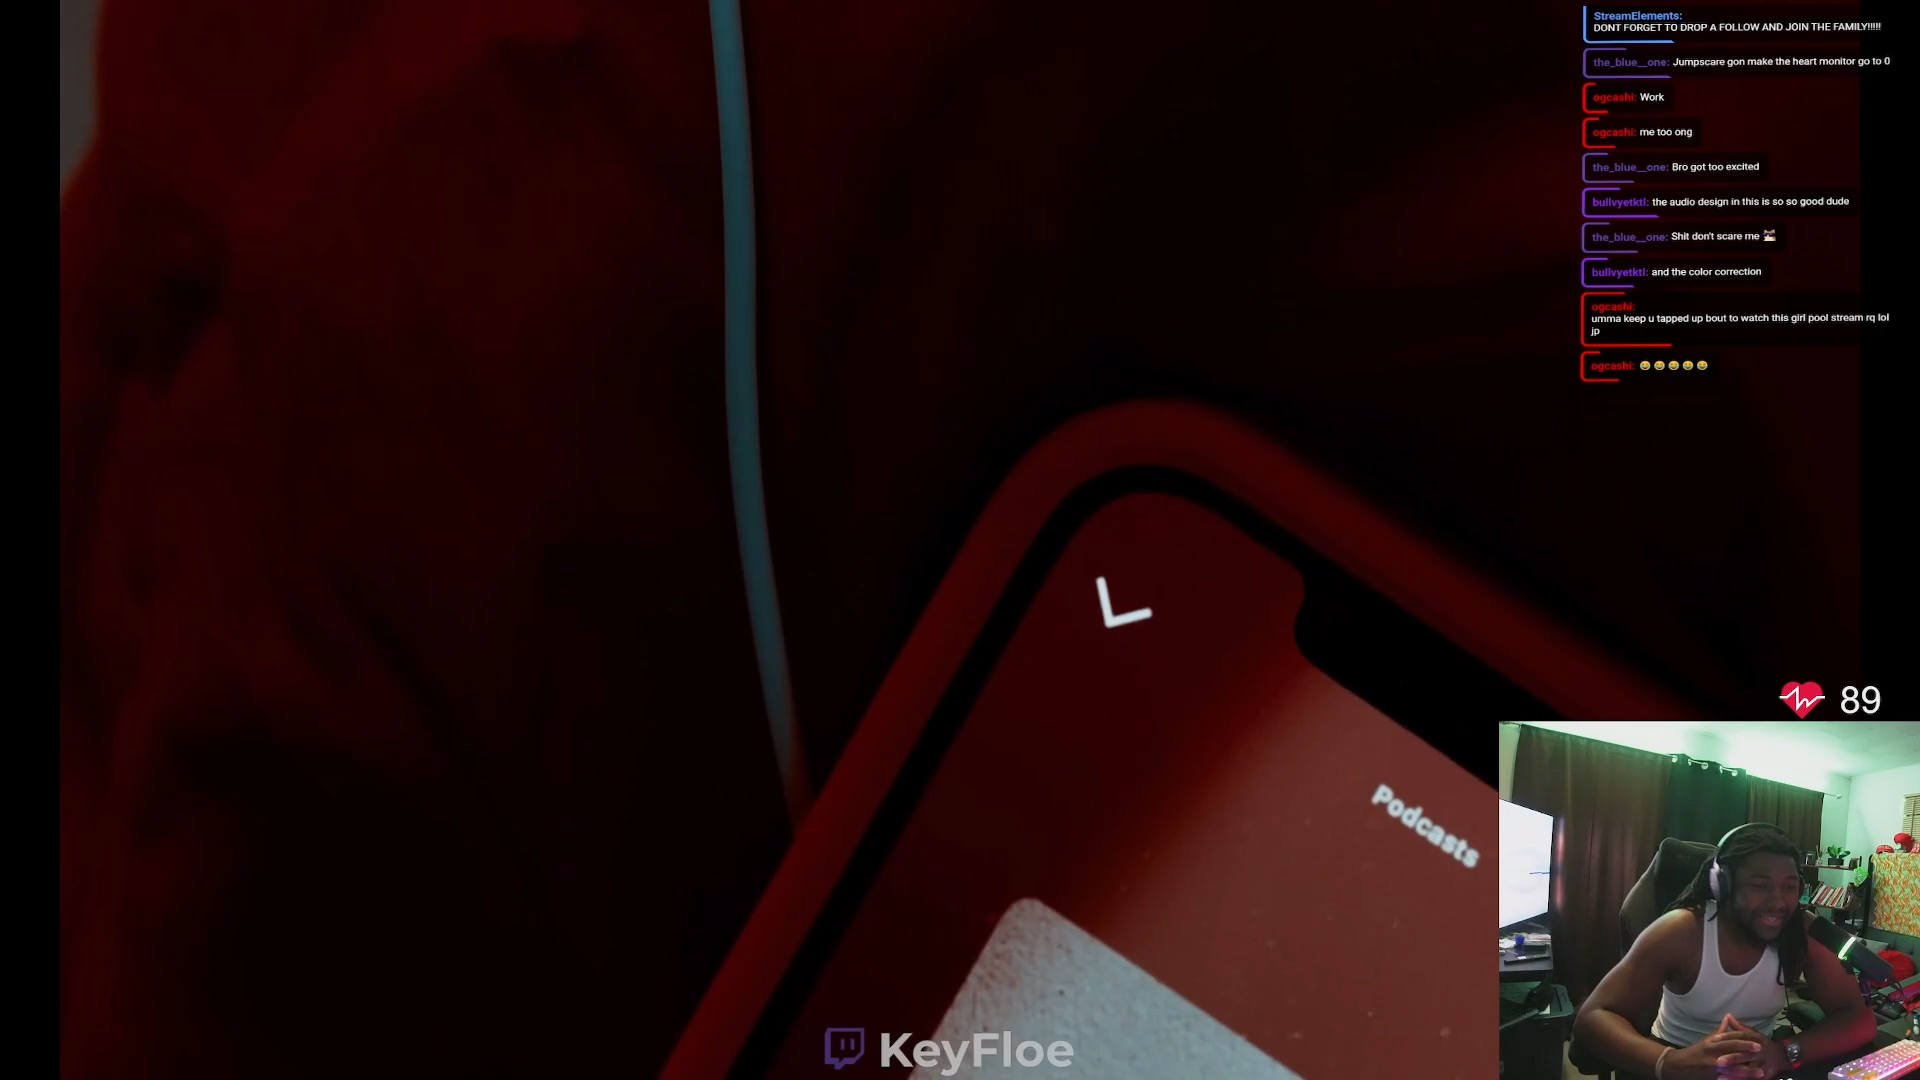 StreamElements:
DONT FORGET TO DROP A FOLLOW AND JOIN THE FAMILY!!!!!
the_blue__one: Jumpscare gon make the heart monitor go to 0
ogcashi: Work
ogcashi: me too ong
the_blue__one: Bro got too excited
bullvyetktl: the audio design in this is so so good dude
the_blue__one: Shit don't scare me
bullvyetktl: and the color correction
ogcashi:
umma keep u tapped up bout to watch this girl pool stream rq lol
jp
ogcashi: 😂😂😂😂😂
89
Podcasts
KeyFloe